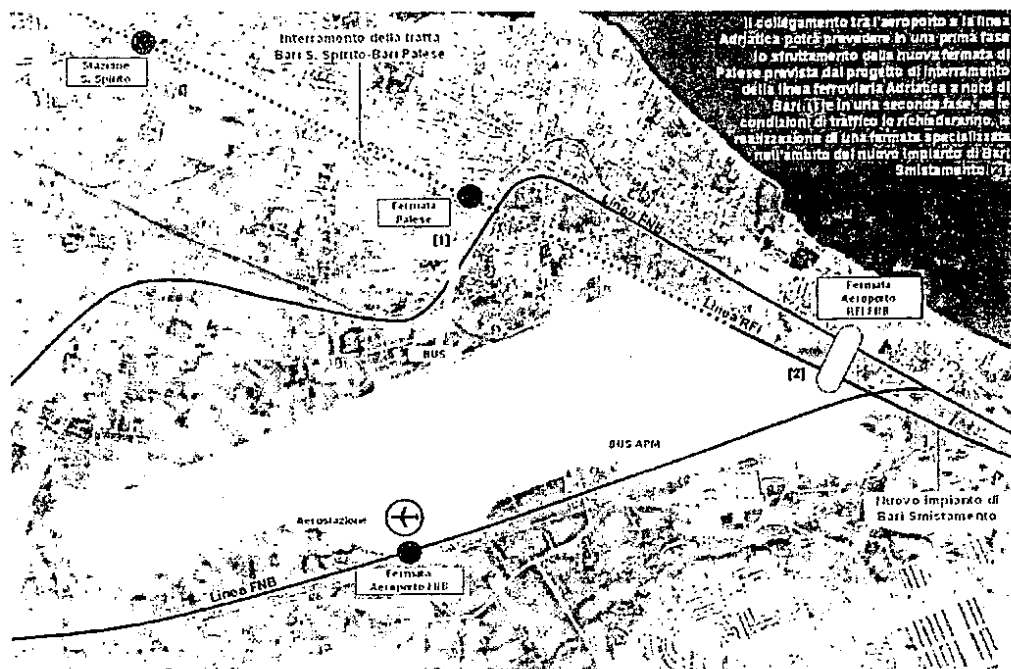 Il collegamento tra l'aeroporto e la linea
Adriatica potrà prevedere in una prima fase
lo sfruttamento della nuova fermata di
Palese prevista dal progetto di interramento
della linea ferroviaria Adriatica a nord di
Bari (1) e in una seconda fase, se le
condizioni di traffico lo richiederanno, la
realizzazione di una fermata specializzata
nell'ambito del nuovo impianto di Bari
Smistamento
Interramento della tratta
Bari S. Spirito-Bari Palese
Stazione
S. Spirito
Fermata
Palese
[1]
Linea FNB
Linea RFI
Fermata
Aeroporto
RFI FNB
[2]
BUS
BUS APM
Nuovo impianto di
Bari Smistamento
Aerostazione
Fermata
Aeroporto FNB
Linea FNB